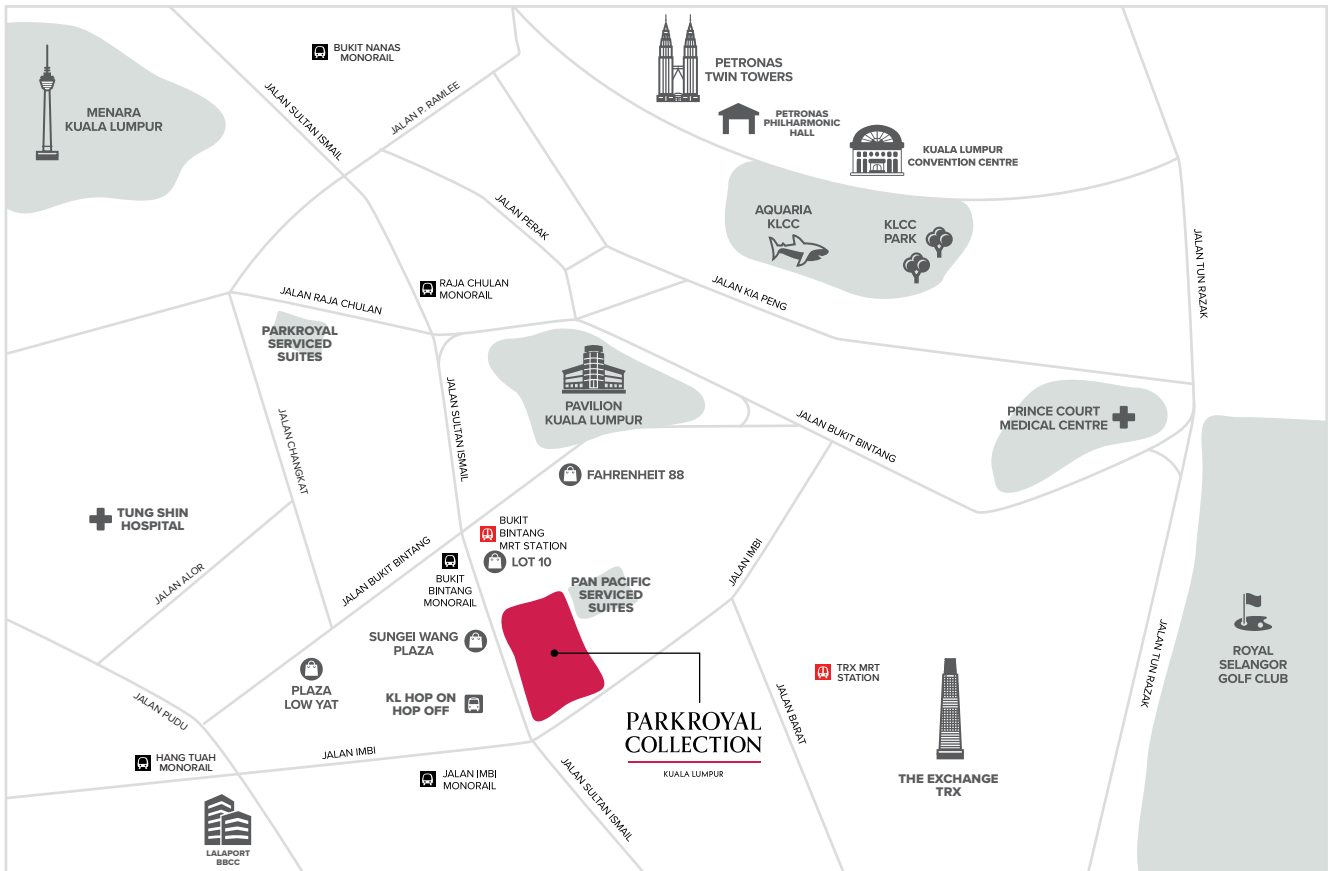 BUKIT NANAS
MONORAIL
PETRONAS
TWIN TOWERS
MENARA
KUALA LUMPUR
JALAN SULTAN ISMAIL
JALAN P. RAMLEE
PETRONAS
PHILHARMONIC
HALL
KUALA LUMPUR
CONVENTION CENTRE
JALAN PERAK
AQUARIA
KLCC
KLCC
PARK
JALAN TUN RAZAK
RAJA CHULAN
MONORAIL
JALAN KIA PENG
JALAN RAJA CHULAN
PARKROYAL
SERVICED
SUITES
JALAN SULTAN ISMAIL
PAVILION
KUALA LUMPUR
JALAN BUKIT BINTANG
PRINCE COURT
MEDICAL CENTRE
JALAN CHANGKAT
FAHRENHEIT 88
TUNG SHIN
HOSPITAL
BUKIT
BINTANG
MRT STATION
LOT 10
JALAN BUKIT BINTANG
JALAN IMBI
JALAN ALOR
BUKIT
BINTANG
MONORAIL
PAN PACIFIC
SERVICED
SUITES
SUNGEI WANG
PLAZA
PLAZA
LOW YAT
KL HOP ON
HOP OFF
TRX MRT
STATION
JALAN TUN RAZAK
ROYAL
SELANGOR
GOLF CLUB
JALAN PUDU
JALAN BARAT
PARKROYAL
COLLECTION
KUALA LUMPUR
HANG TUAH
MONORAIL
JALAN IMBI
JALAN IMBI
MONORAIL
JALAN SULTAN ISMAIL
THE EXCHANGE
TRX
LALAPORT
BBCC